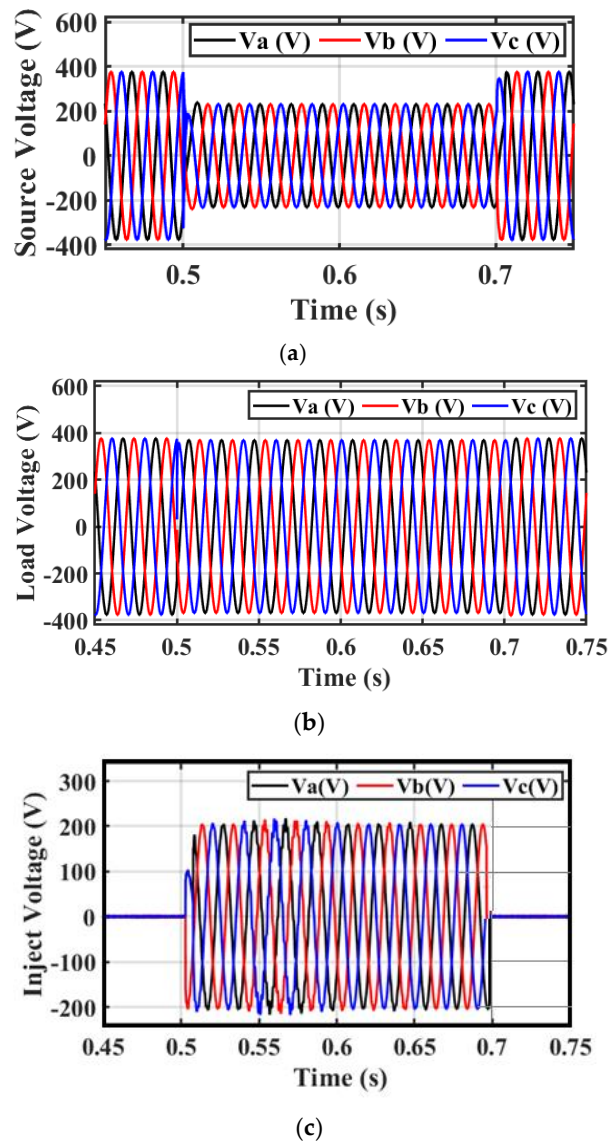 600
Va (V) Vb (V) Vc (V)
400
200
0
-200
-400
Source Voltage (V)
0.5 0.6 0.7
Time (s)
(a)
600
Va (V) Vb (V) Vc (V)
400
200
0
-200
-400
Load Voltage (V)
0.45 0.5 0.55 0.6 0.65 0.7 0.75
Time (s)
(b)
300
Va(V) Vb(V) Vc(V)
200
100
0
-100
-200
Inject Voltage (V)
0.45 0.5 0.55 0.6 0.65 0.7 0.75
Time (s)
(c)